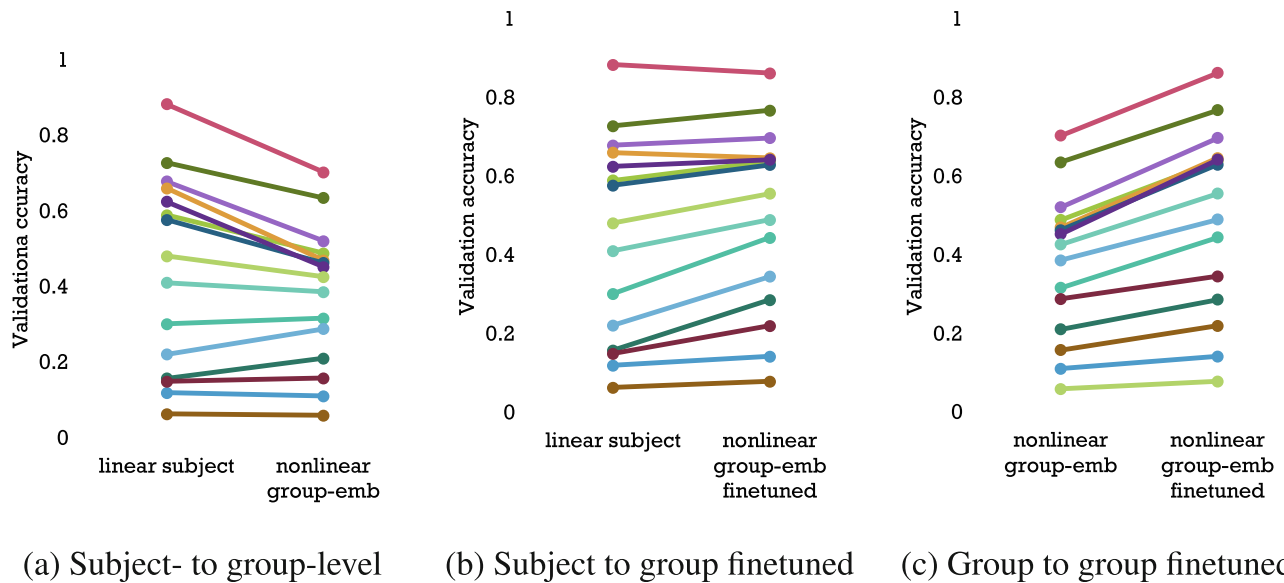 1
0.8
0.6
0.4
0.2
0
Validationa ccuracy
linear subject
nonlinear
group-emb
(a) Subject- to group-level
1
0.8
0.6
0.4
0.2
0
Validation accuracy
linear subject
nonlinear
group-emb
finetuned
(b) Subject to group finetuned
1
0.8
0.6
0.4
0.2
0
Validation accuracy
nonlinear
group-emb
nonlinear
group-emb
finetuned
(c) Group to group finetuned